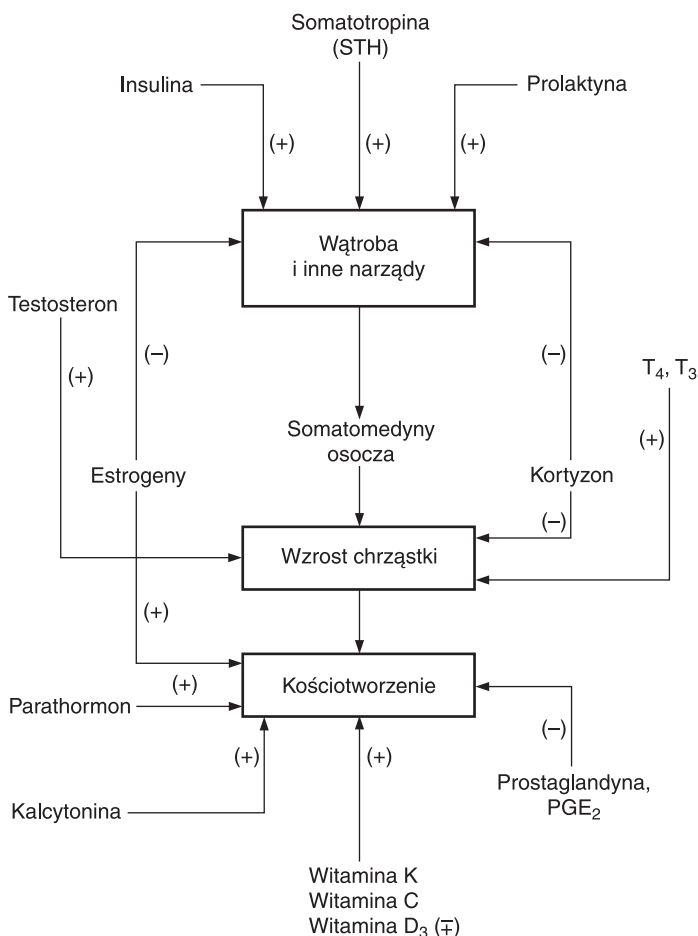 Somatotropina
(STH)
Insulina
Prolaktyna
(+)
(+)
(+)
Wątroba
i inne narządy
Testosteron
(+)
(–)
(–)
T₄, T₃
(+)
Somatomedyny
osocza
Estrogeny
Kortyzon
(–)
Wzrost chrząstki
(+)
Kościotworzenie
(+)
Parathormon
(+)
(+)
(–)
Kalcytonina
Prostaglandyna,
PGE₂
Witamina K
Witamina C
Witamina D₃ (∓)